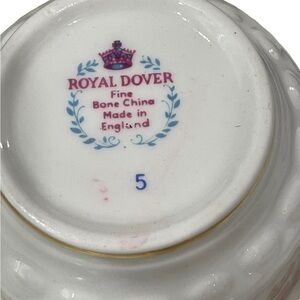 ROYAL DOVER
Fine
Bone China
Made in
England
5